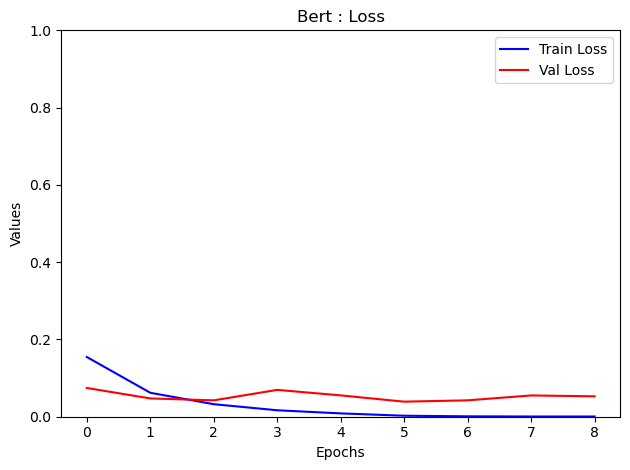 Bert : Loss
1.0
0.8
0.6
0.4
0.2
0.0
Values
Train Loss
Val Loss
0 1 2 3 4 5 6 7 8
Epochs